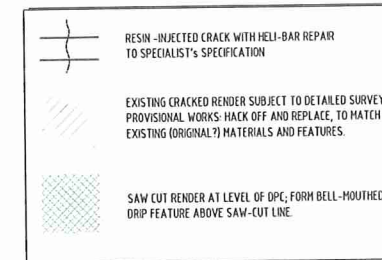 RESIN -INJECTED CRACK WITH HELI-BAR REPAIR
TO SPECIALIST's SPECIFICATION
EXISTING CRACKED RENDER SUBJECT TO DETAILED SURVEY
PROVISIONAL WORKS: HACK OFF AND REPLACE, TO MATCH
EXISTING (ORIGINAL?) MATERIALS AND FEATURES.
SAW CUT RENDER AT LEVEL OF DPC; FORM BELL-MOUTHED
DRIP FEATURE ABOVE SAW-CUT LINE.